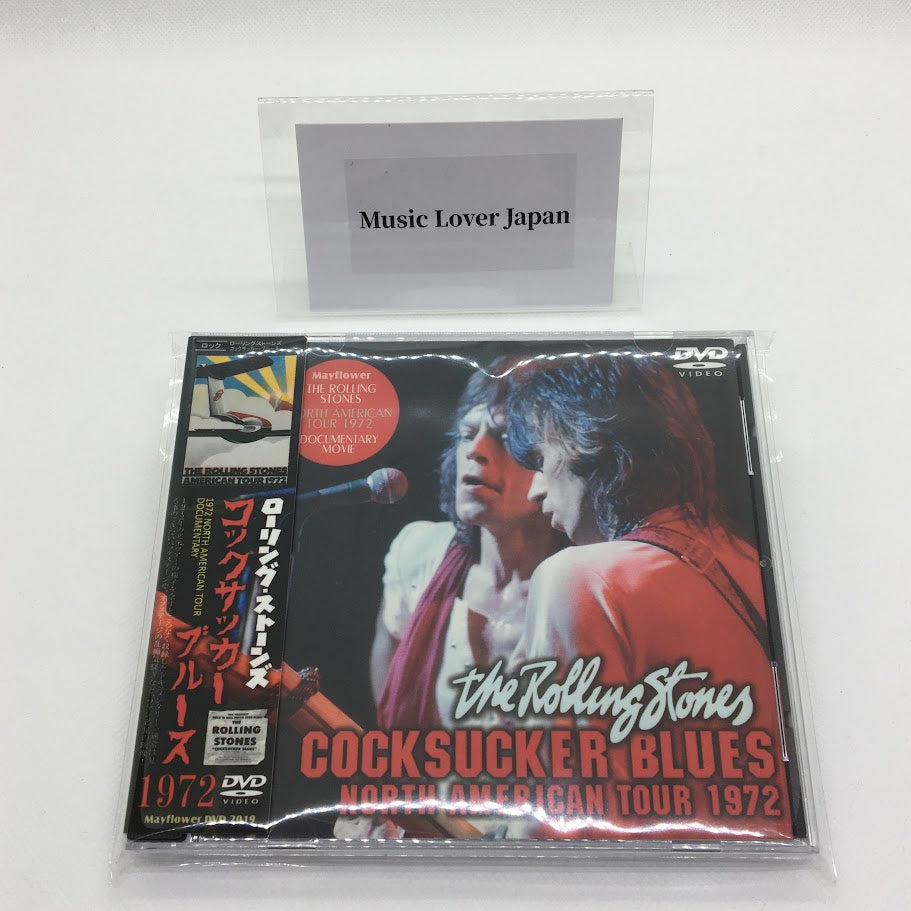 Music Lover Japan
ロック
ローリングストーンズ
THE ROLLING STONES
AMERICAN TOUR 1972
1972 NORTH AMERICAN TOUR
DOCUMENTARY
ローリング・ストーンズ
コックサッカー
ブルース
THE
ROLLING
STONES
"COCKSUCKER BLUES"
1972
DVD
VIDEO
Mayflower DVD 2019
Mayflower
THE ROLLING
STONES
NORTH AMERICAN
TOUR 1972
DOCUMENTARY
MOVIE
DVD
VIDEO
the Rolling Stones
COCKSUCKER BLUES
NORTH AMERICAN TOUR 1972